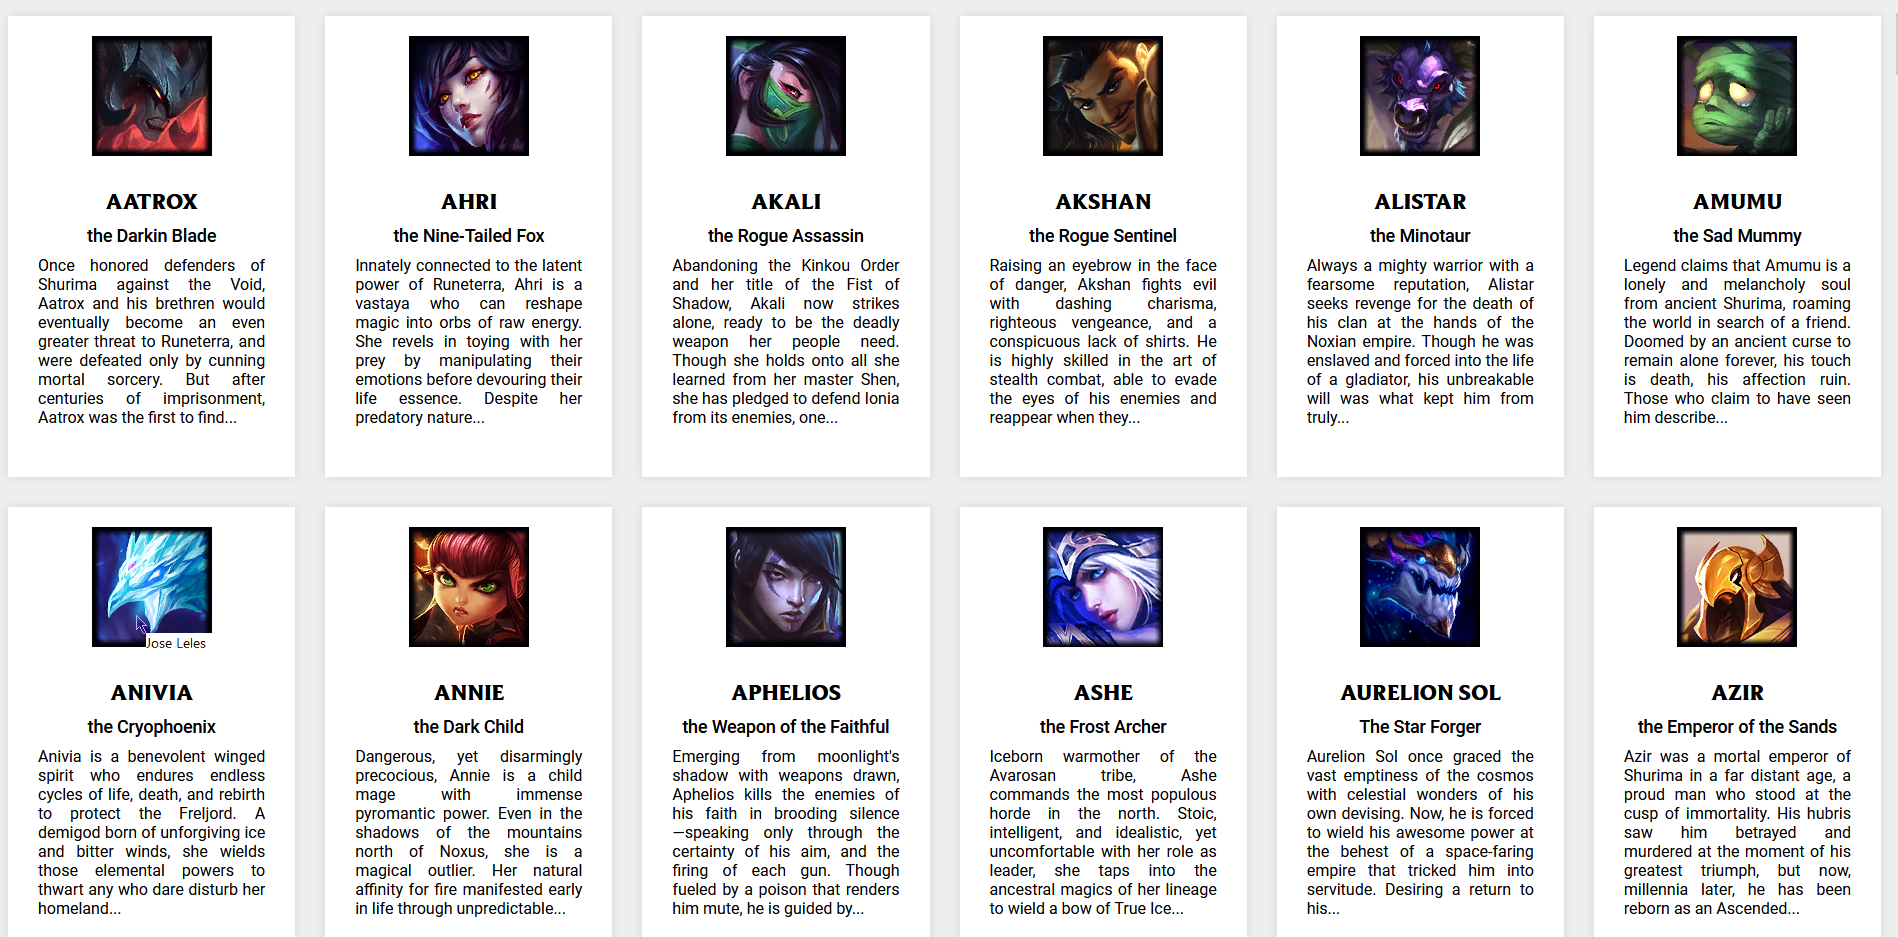 AATROX
the Darkin Blade
Once honored defenders of
Shurima against the Void,
Aatrox and his brethren would
eventually become an even
greater threat to Runeterra, and
were defeated only by cunning
mortal sorcery. But after
centuries of imprisonment,
Aatrox was the first to find...
AHRI
the Nine-Tailed Fox
Innately connected to the latent
power of Runeterra, Ahri is a
vastaya who can reshape
magic into orbs of raw energy.
She revels in toying with her
prey by manipulating their
emotions before devouring their
life essence. Despite her
predatory nature...
AKALI
the Rogue Assassin
Abandoning the Kinkou Order
and her title of the Fist of
Shadow, Akali now strikes
alone, ready to be the deadly
weapon her people need.
Though she holds onto all she
learned from her master Shen,
she has pledged to defend Ionia
from its enemies, one...
AKSHAN
the Rogue Sentinel
Raising an eyebrow in the face
of danger, Akshan fights evil
with dashing charisma,
righteous vengeance, and a
conspicuous lack of shirts. He
is highly skilled in the art of
stealth combat, able to evade
the eyes of his enemies and
reappear when they...
ALISTAR
the Minotaur
Always a mighty warrior with a
fearsome reputation, Alistar
seeks revenge for the death of
his clan at the hands of the
Noxian empire. Though he was
enslaved and forced into the life
of a gladiator, his unbreakable
will was what kept him from
truly...
AMUMU
the Sad Mummy
Legend claims that Amumu is a
lonely and melancholy soul
from ancient Shurima, roaming
the world in search of a friend.
Doomed by an ancient curse to
remain alone forever, his touch
is death, his affection ruin.
Those who claim to have seen
him describe...
Jose Leles
ANIVIA
the Cryophoenix
Anivia is a benevolent winged
spirit who endures endless
cycles of life, death, and rebirth
to protect the Freljord. A
demigod born of unforgiving ice
and bitter winds, she wields
those elemental powers to
thwart any who dare disturb her
homeland...
ANNIE
the Dark Child
Dangerous, yet disarmingly
precocious, Annie is a child
mage with immense
pyromantic power. Even in the
shadows of the mountains
north of Noxus, she is a
magical outlier. Her natural
affinity for fire manifested early
in life through unpredictable...
APHELIOS
the Weapon of the Faithful
Emerging from moonlight's
shadow with weapons drawn,
Aphelios kills the enemies of
his faith in brooding silence
—speaking only through the
certainty of his aim, and the
firing of each gun. Though
fueled by a poison that renders
him mute, he is guided by...
ASHE
the Frost Archer
Iceborn warmother of the
Avarosan tribe, Ashe
commands the most populous
horde in the north. Stoic,
intelligent, and idealistic, yet
uncomfortable with her role as
leader, she taps into the
ancestral magics of her lineage
to wield a bow of True Ice...
AURELION SOL
The Star Forger
Aurelion Sol once graced the
vast emptiness of the cosmos
with celestial wonders of his
own devising. Now, he is forced
to wield his awesome power at
the behest of a space-faring
empire that tricked him into
servitude. Desiring a return to
his...
AZIR
the Emperor of the Sands
Azir was a mortal emperor of
Shurima in a far distant age, a
proud man who stood at the
cusp of immortality. His hubris
saw him betrayed and
murdered at the moment of his
greatest triumph, but now,
millennia later, he has been
reborn as an Ascended...